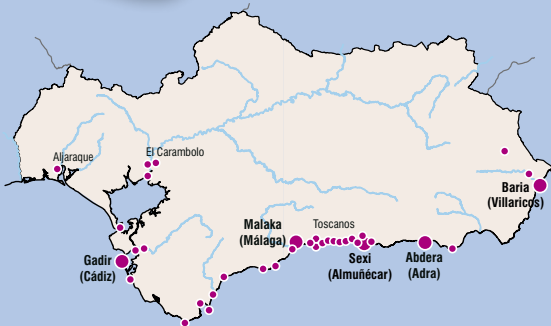 Aljaraque
El Carambolo
Baria
(Villaricos)
Malaka
(Málaga)
Toscanos
Gadir
(Cádiz)
Sexi
(Almuñécar)
Abdera
(Adra)